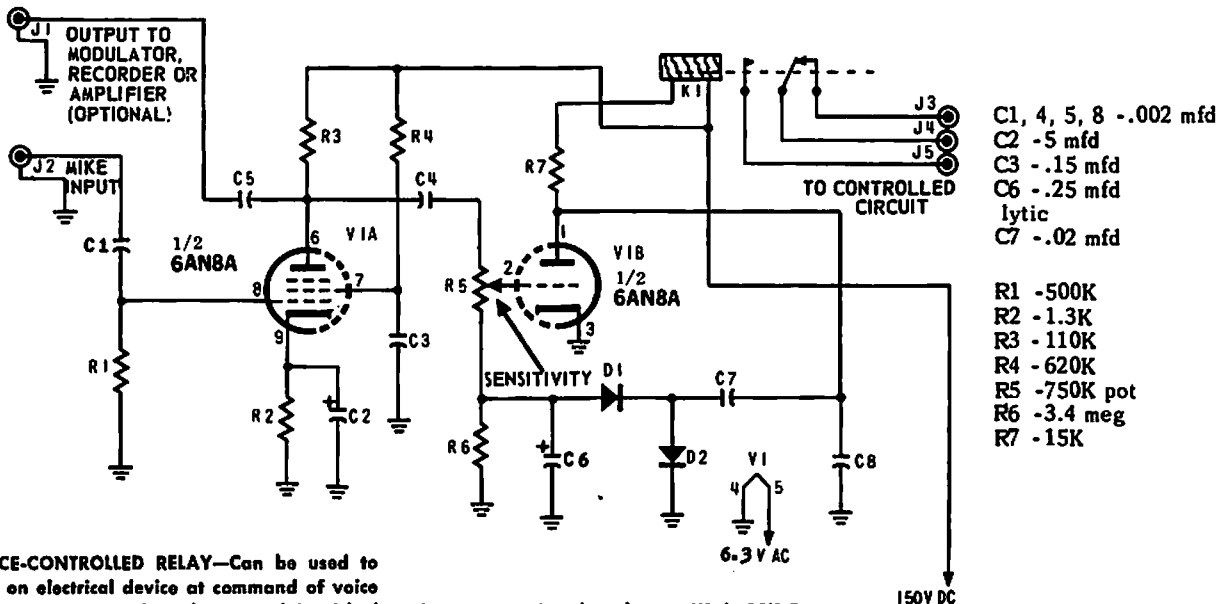 J1 OUTPUT TO
MODULATOR,
RECORDER OR
AMPLIFIER
(OPTIONAL)
J2 MIKE
INPUT
C1
R1
C5
R3
R4
C4
1/2
6AN8A
V1A
6
7
8
9
R2
C2
C3
R5
SENSITIVITY
R6
C6
D1
D2
C7
C8
R7
K1
V1B
1/2
6AN8A
1
2
3
V1
4
5
6.3 V AC
150V DC
J3
J4
J5
TO CONTROLLED
CIRCUIT
C1, 4, 5, 8 -.002 mfd
C2 -5 mfd
C3 -.15 mfd
C6 -.25 mfd
lytic
C7 -.02 mfd
R1 -500K
R2 -1.3K
R3 -110K
R4 -620K
R5 -750K pot
R6 -3.4 meg
R7 -15K
CE-CONTROLLED RELAY—Can be used to
on electrical device at command of voice